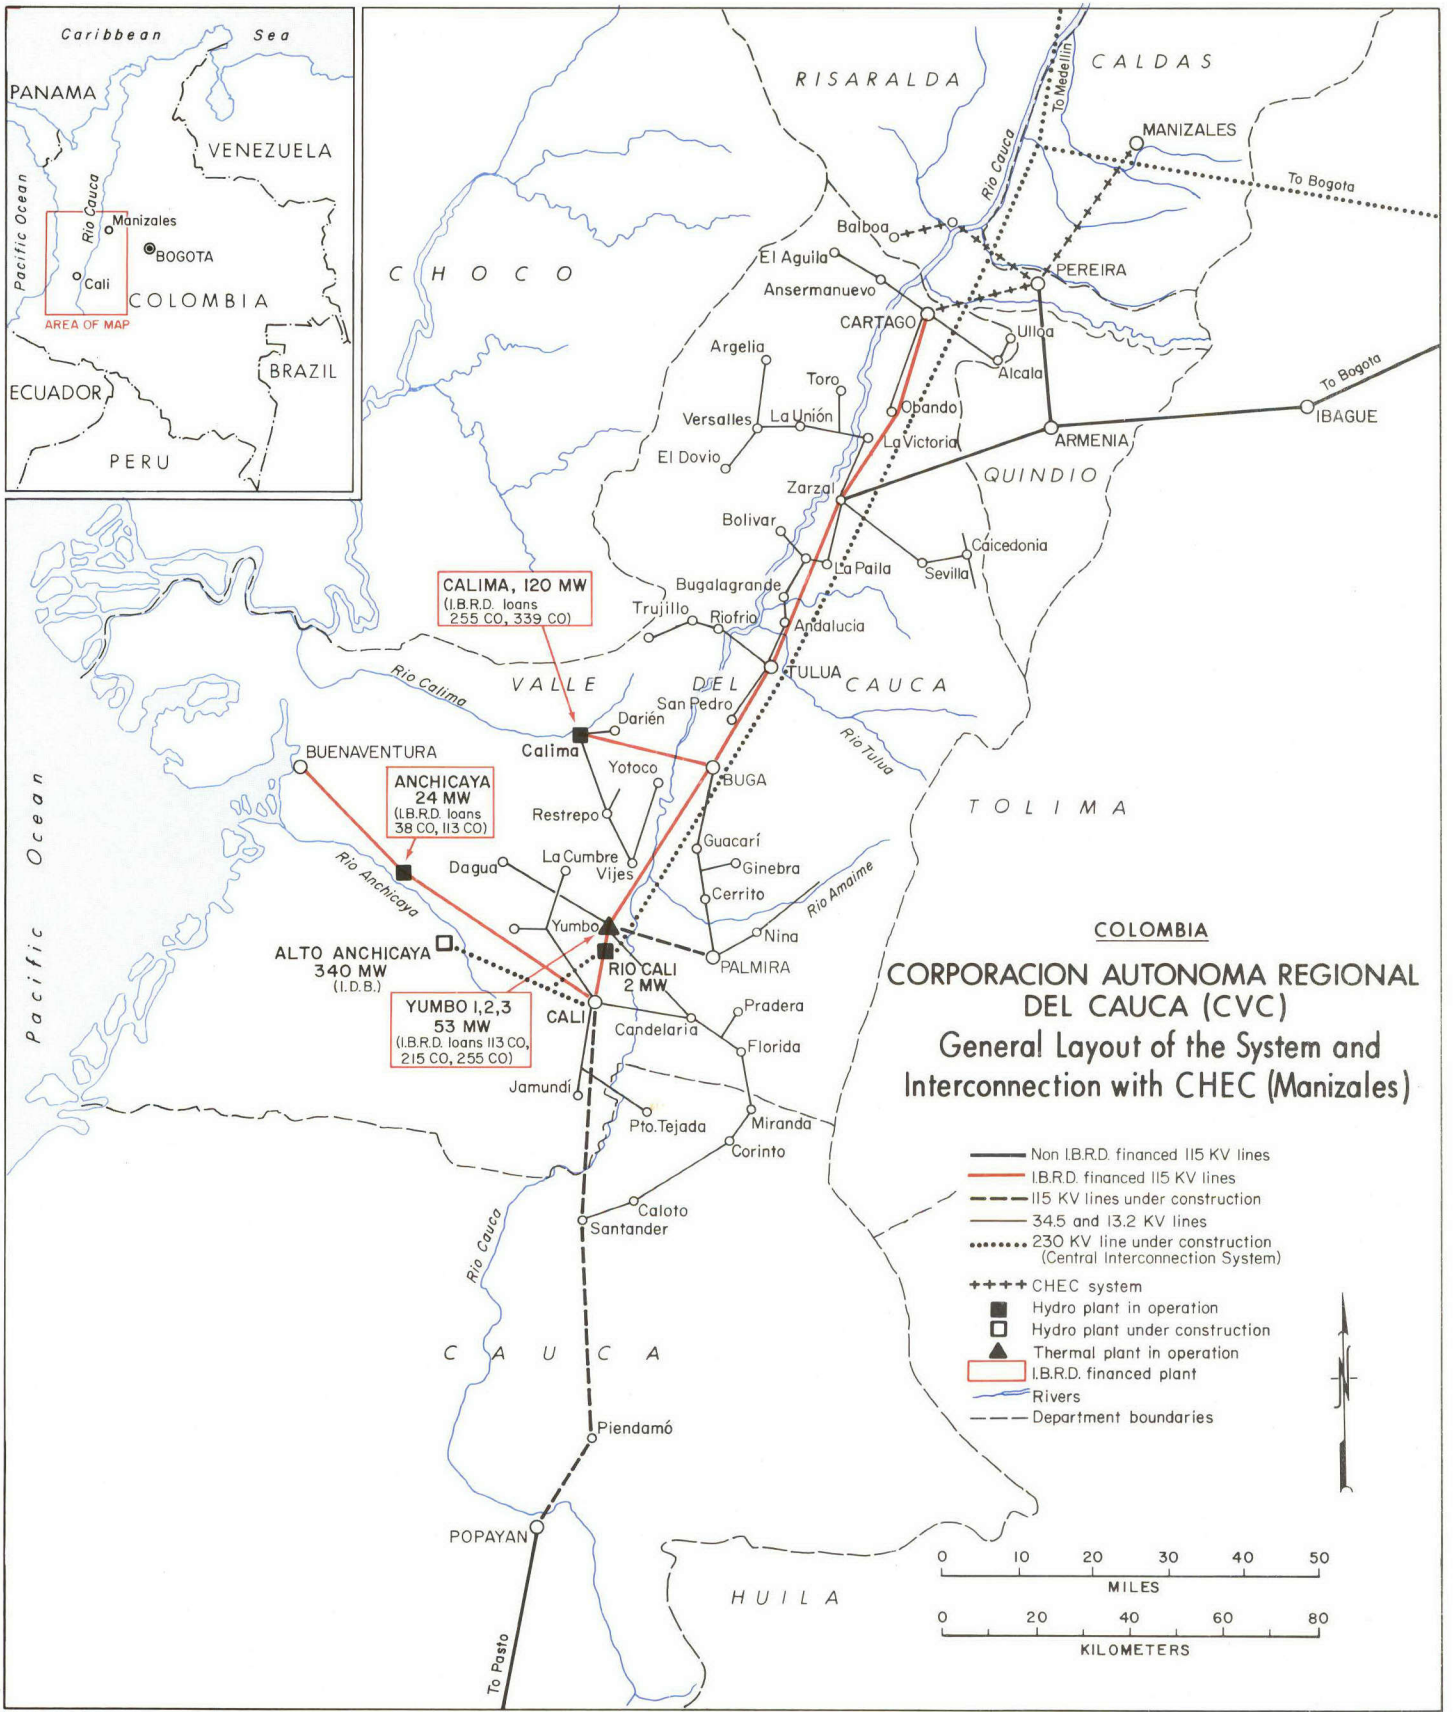 Caribbean Sea
PANAMA
VENEZUELA
Pacific Ocean
Rio Cauca
Manizales
BOGOTA
Cali
COLOMBIA
AREA OF MAP
ECUADOR
BRAZIL
PERU
RISARALDA
CALDAS
To Medellin
MANIZALES
Rio Cauca
To Bogota
Balboa
El Aguila
PEREIRA
CHOCO
Ansermanuevo
CARTAGO
Ulloa
Argelia
Alcala
To Bogota
Toro
Obando
IBAGUE
Versalles
La Unión
La Victoria
ARMENIA
El Dovio
QUINDIO
Zarzal
Bolivar
Caicedonia
La Paila
Sevilla
CALIMA, 120 MW
(I.B.R.D. loans
255 CO, 339 CO)
Bugalagrande
Trujillo
Riofrio
Andalucia
Rio Calima
VALLE DEL CAUCA
TULUA
San Pedro
Darién
Calima
Rio Tulua
BUENAVENTURA
Yotoco
BUGA
ANCHICAYA
24 MW
(I.B.R.D. loans
38 CO, 113 CO)
TOLIMA
Restrepo
Guacarí
Rio Anchicaya
Dagua
La Cumbre
Vijes
Ginebra
Cerrito
Rio Amaime
Pacific Ocean
Yumbo
Nina
ALTO ANCHICAYA
340 MW
(I.D.B.)
RIO CALI
2 MW
PALMIRA
YUMBO 1,2,3
53 MW
(I.B.R.D. loans 113 CO,
215 CO, 255 CO)
CALI
Candelaria
Pradera
Florida
Jamundí
Pto. Tejada
Miranda
Corinto
Caloto
Santander
Rio Cauca
CAUCA
Piendamó
POPAYAN
HUILA
To Pasto
COLOMBIA
CORPORACION AUTONOMA REGIONAL
DEL CAUCA (CVC)
General Layout of the System and
Interconnection with CHEC (Manizales)
Non I.B.R.D. financed 115 KV lines
I.B.R.D. financed 115 KV lines
115 KV lines under construction
34.5 and 13.2 KV lines
230 KV line under construction
(Central Interconnection System)
CHEC system
Hydro plant in operation
Hydro plant under construction
Thermal plant in operation
I.B.R.D. financed plant
Rivers
Department boundaries
N
0 10 20 30 40 50
MILES
0 20 40 60 80
KILOMETERS